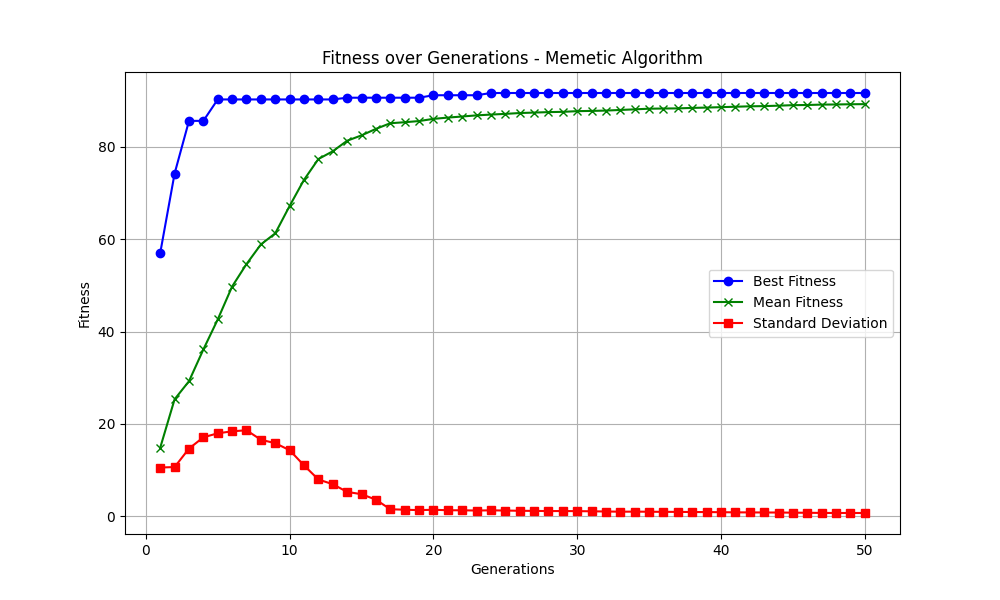 Fitness over Generations - Memetic Algorithm
Fitness
80
60
40
20
0
Best Fitness
Mean Fitness
Standard Deviation
0 10 20 30 40 50
Generations